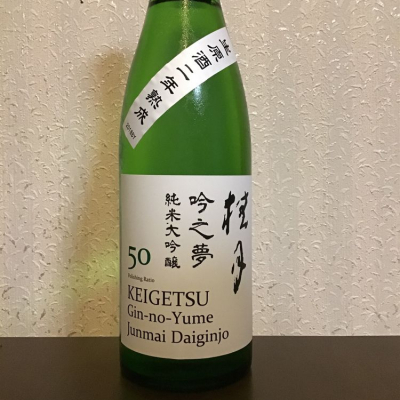 生原酒 二年熟成
桂月
吟之夢
純米大吟醸
50
Polishing Ratio
KEIGETSU
Gin-no-Yume
Junmai Daiginjo